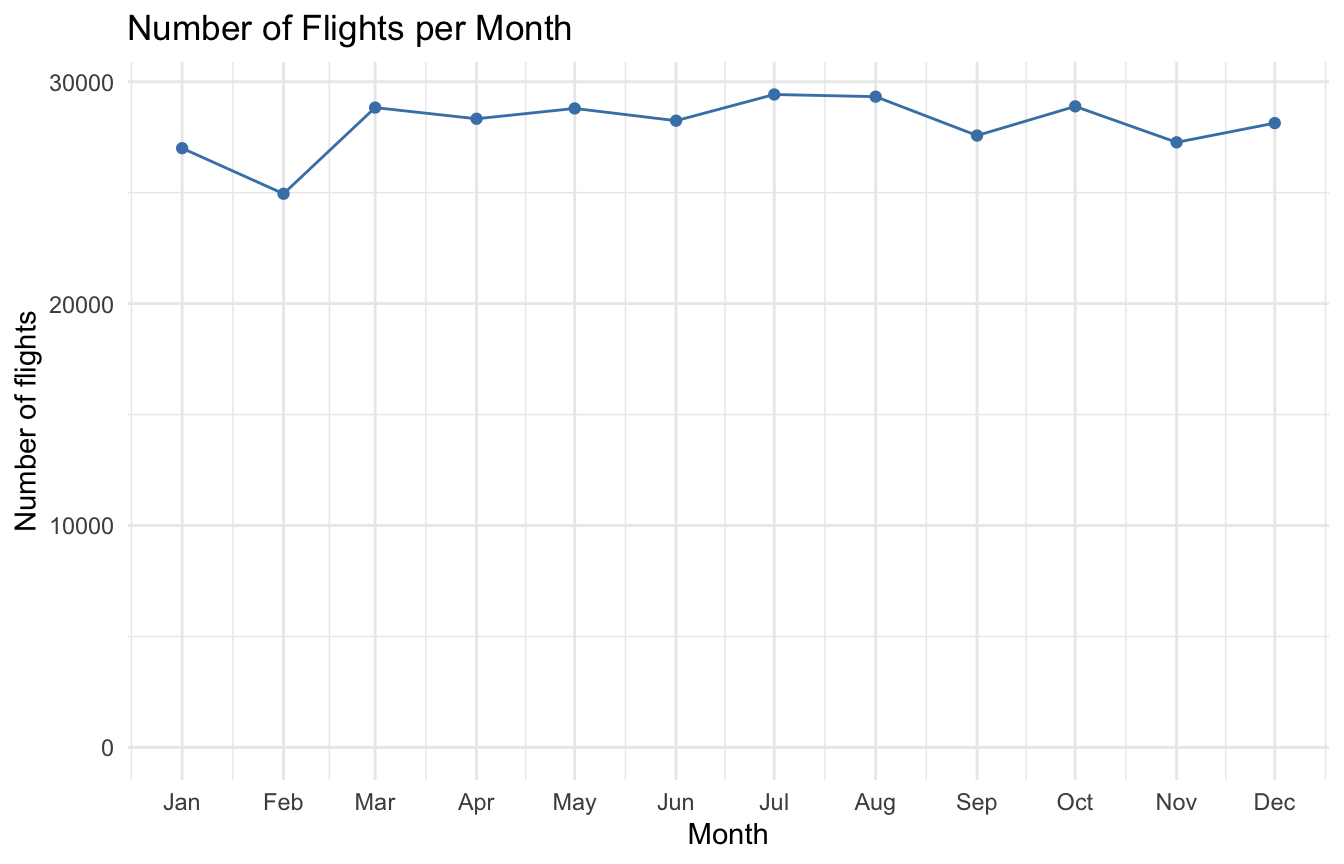 Number of Flights per Month
30000
20000
10000
0
Number of flights
Jan Feb Mar Apr May Jun Jul Aug Sep Oct Nov Dec
Month